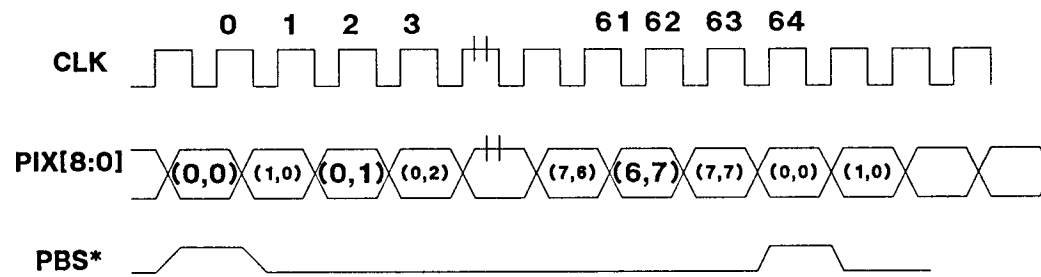 0 1 2 3 61 62 63 64
CLK
PIX[8:0] (0,0) (1,0) (0,1) (0,2) (7,6) (6,7) (7,7) (0,0) (1,0)
PBS*